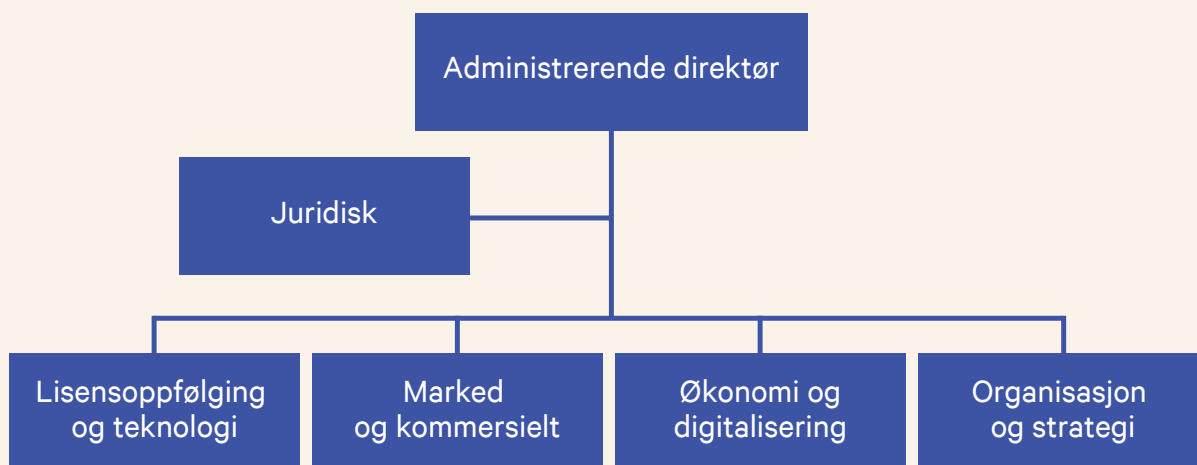 Administrerende direktør
Juridisk
Lisensoppfølging
og teknologi
Marked
og kommersielt
Økonomi og
digitalisering
Organisasjon
og strategi